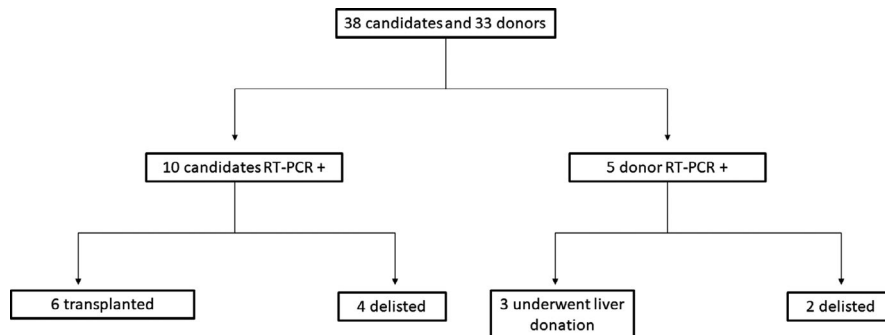 38 candidates and 33 donors
10 candidates RT-PCR +
5 donor RT-PCR +
6 transplanted
4 delisted
3 underwent liver
donation
2 delisted